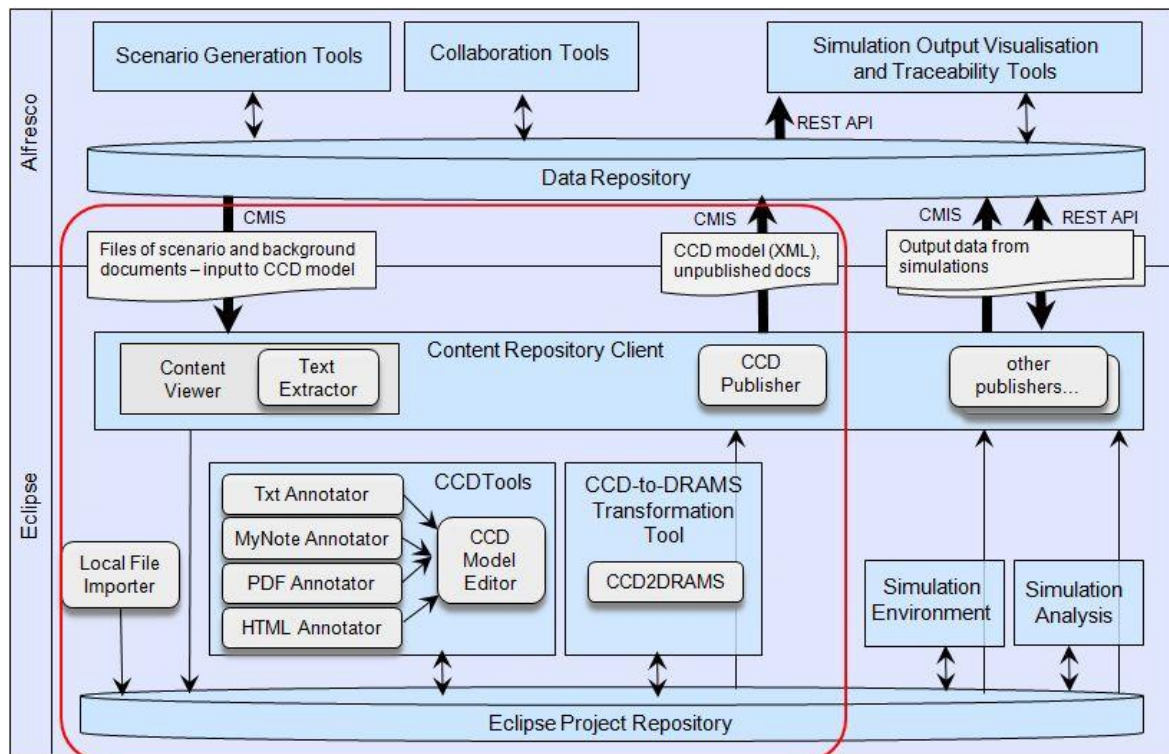 Alfresco
Scenario Generation Tools
Collaboration Tools
Simulation Output Visualisation
and Traceability Tools
REST API
Data Repository
CMIS
CMIS
CMIS
REST API
Files of scenario and background
documents – input to CCD model
CCD model (XML),
unpublished docs
Output data from
simulations
Eclipse
Content Repository Client
Content
Viewer
Text
Extractor
CCD
Publisher
other
publishers...
CCDTools
Txt Annotator
MyNote Annotator
PDF Annotator
HTML Annotator
CCD
Model
Editor
CCD-to-DRAMS
Transformation
Tool
CCD2DRAMS
Local File
Importer
Simulation
Environment
Simulation
Analysis
Eclipse Project Repository